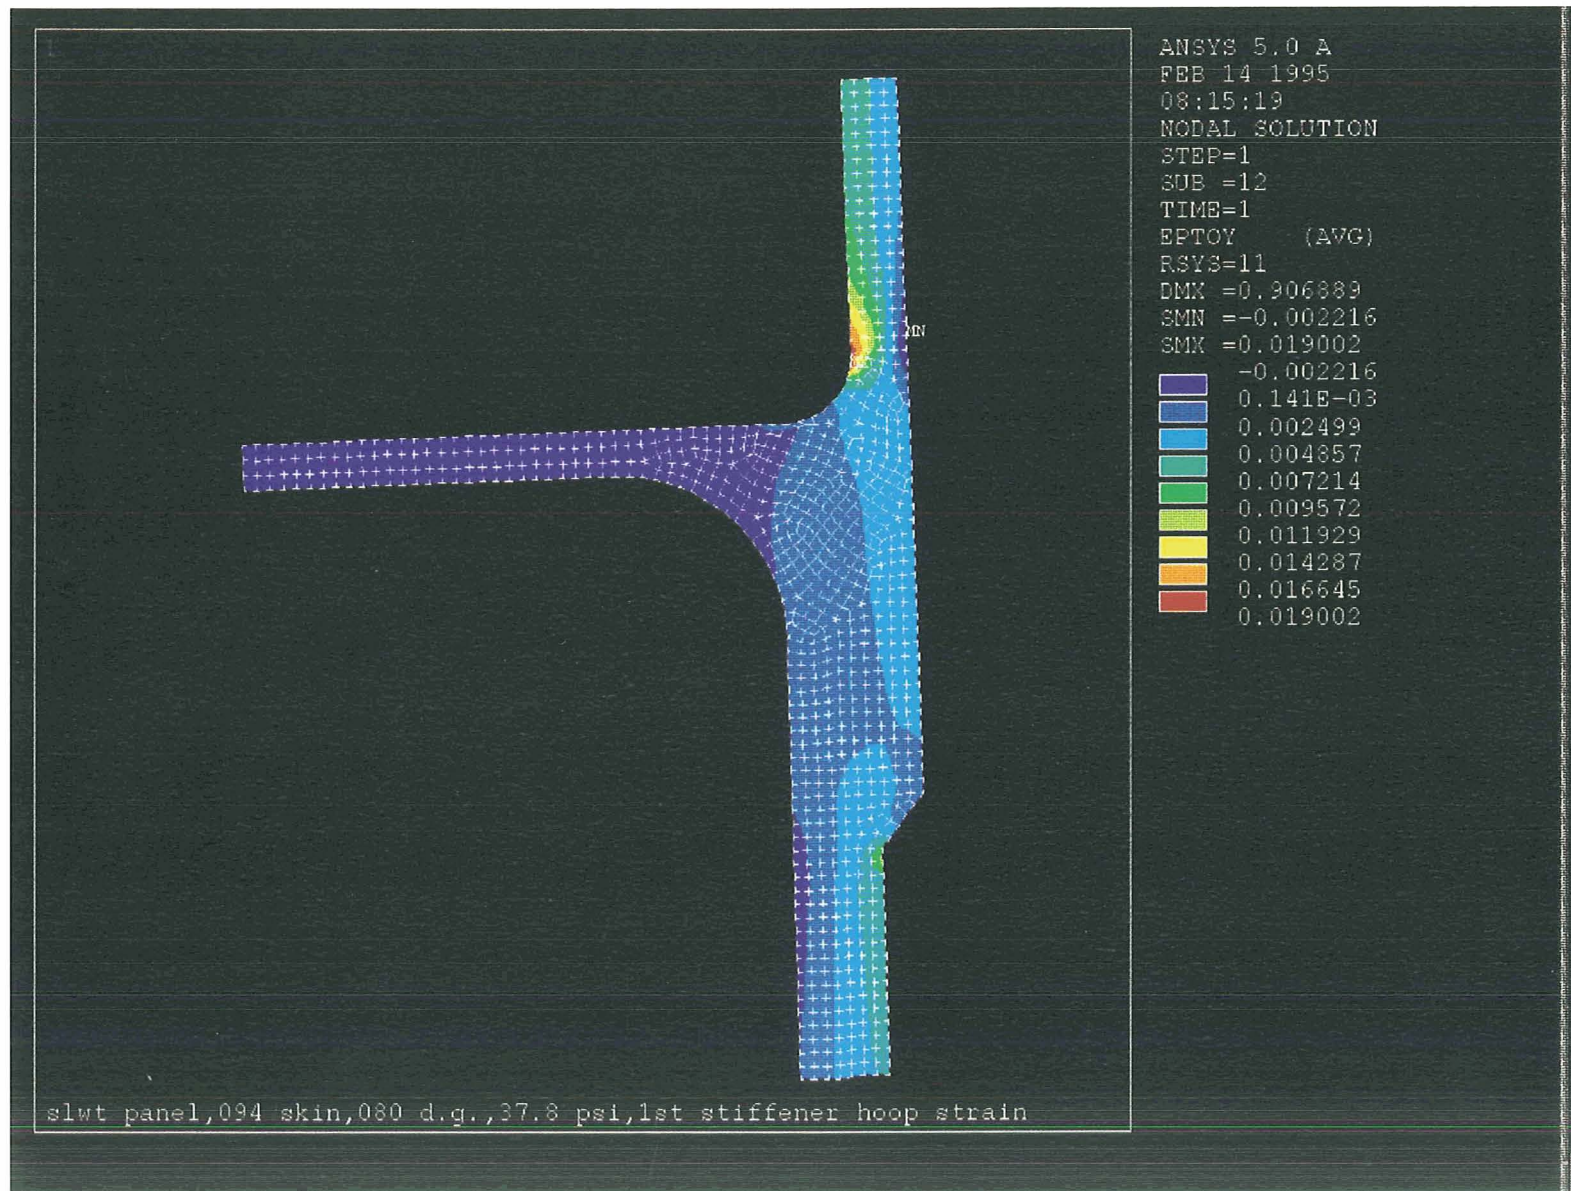 1
ANSYS 5.0 A
FEB 14 1995
08:15:19
NODAL SOLUTION
STEP=1
SUB =12
TIME=1
EPTOY (AVG)
RSYS=11
DMX =0.906889
SMN =-0.002216
SMX =0.019002
-0.002216
0.141E-03
0.002499
0.004857
0.007214
0.009572
0.011929
0.014287
0.016645
0.019002
MN
slwt panel,094 skin,080 d.g.,37.8 psi,1st stiffener hoop strain